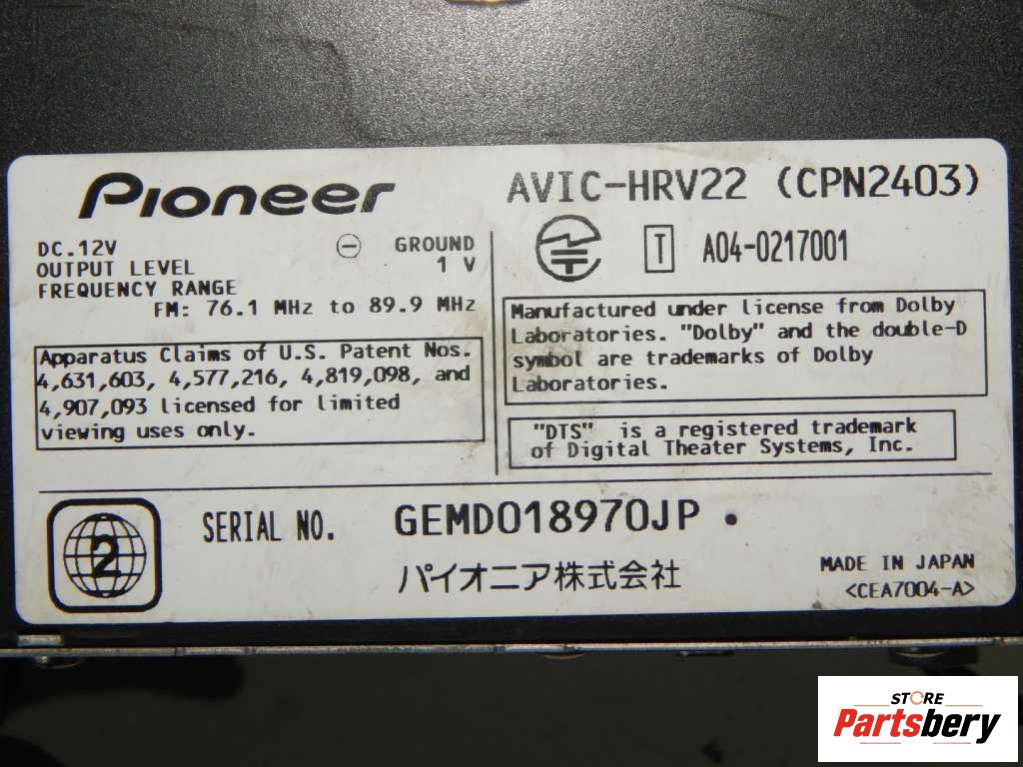 Pioneer
AVIC-HRV22 (CPN2403)
DC.12V ⊖ GROUND
OUTPUT LEVEL 1 V
FREQUENCY RANGE
FM: 76.1 MHz to 89.9 MHz
Apparatus Claims of U.S. Patent Nos.
4,631,603, 4,577,216, 4,819,098, and
4,907,093 licensed for limited
viewing uses only.
T A04-0217001
Manufactured under license from Dolby
Laboratories. "Dolby" and the double-D
symbol are trademarks of Dolby
Laboratories.
"DTS" is a registered trademark
of Digital Theater Systems, Inc.
2
SERIAL NO. GEMD018970JP
パイオニア株式会社
MADE IN JAPAN
<CEA7004-A>
STORE
Partsbery